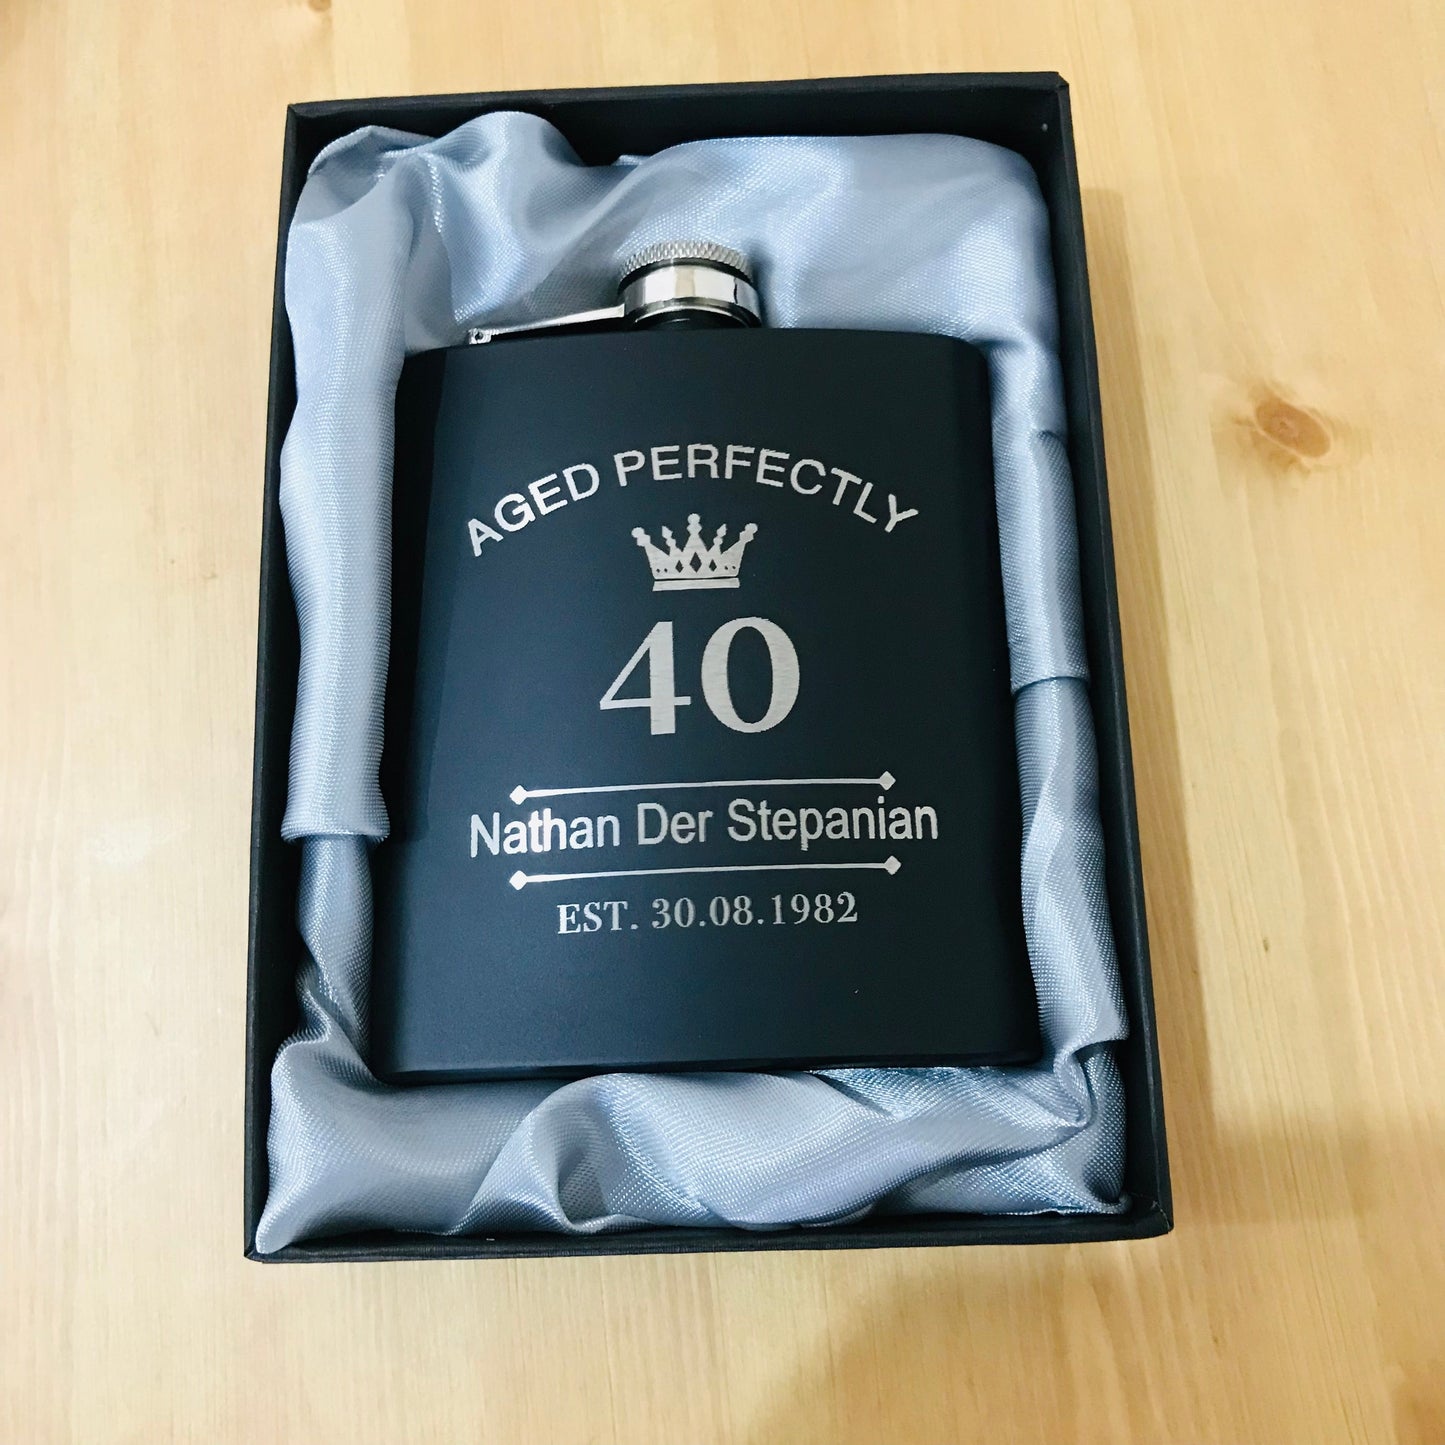 AGED PERFECTLY
40
Nathan Der Stepanian
EST. 30.08.1982